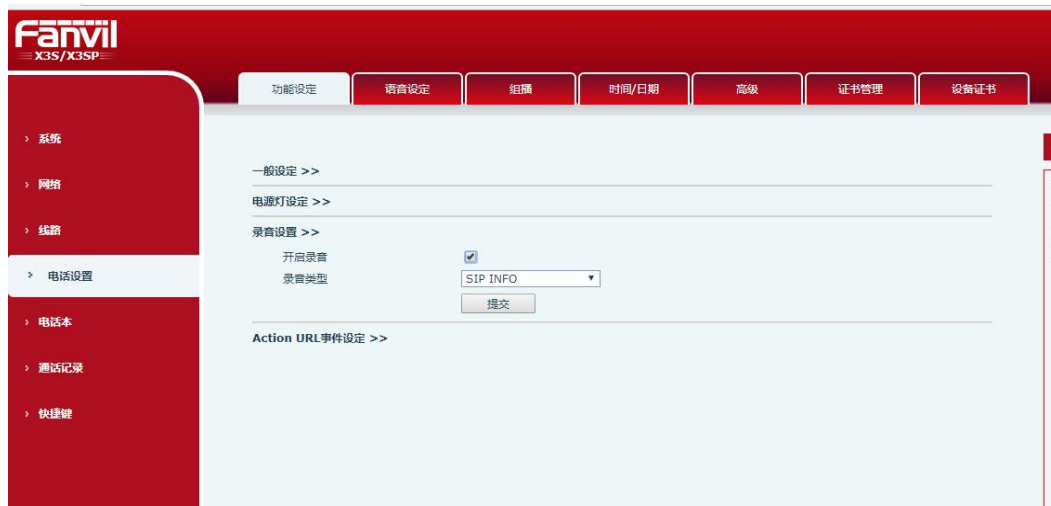 Fanvil
X3S/X3SP
功能设定 语音设定 组播 时间/日期 高级 证书管理 设备证书
› 系统
› 网络
› 线路
› 电话设置
› 电话本
› 通话记录
› 快捷键
一般设定 >>
电源灯设定 >>
录音设置 >>
开启录音
录音类型 SIP INFO
提交
Action URL事件设定 >>